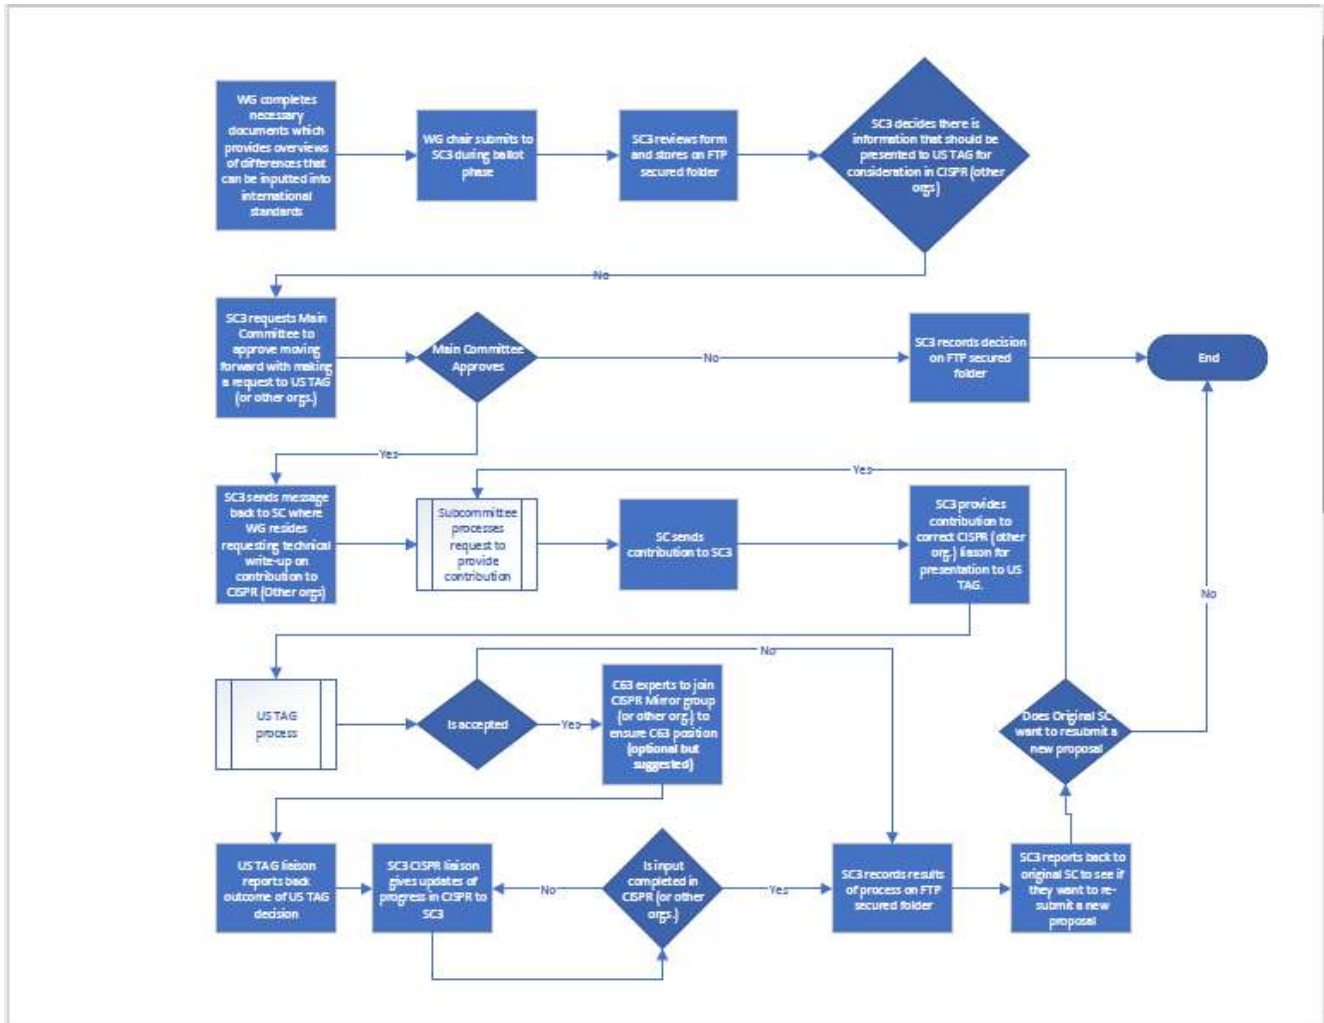 WG completes
necessary
documents which
provides overviews
of differences that
can be inputted into
international
standards
WG chair submits to
SC3 during ballot
phase
SC3 reviews form
and stores on FTP
secured folder
SC3 decides there is
information that should be
presented to US TAG for
consideration in CISPR (other
orgs)
No
SC3 requests Main
Committee to
approve moving
forward with making
a request to US TAG
(or other orgs.)
Main Committee
Approves
No
SC3 records decision
on FTP secured
folder
End
Yes
SC3 sends message
back to SC where
WG resides
requesting technical
write-up on
contribution to
CISPR (Other orgs)
Subcommittee
processes
request to
provide
contribution
SC sends
contribution to SC3
SC3 provides
contribution to
correct CISPR (other
org.) liason for
presentation to US
TAG.
Yes
No
US TAG
process
Is accepted
No
Yes
C63 experts to join
CISPR Mirror group
(or other org.) to
ensure C63 position
(optional but
suggested)
Does Original SC
want to resubmit a
new proposal
US TAG liaison
reports back
outcome of US TAG
decision
SC3 CISPR liaison
gives updates of
progress in CISPR to
SC3
No
Is input
completed in
CISPR (or other
orgs.)
Yes
SC3 records results
of process on FTP
secured folder
SC3 reports back to
original SC to see if
they want to re-
submit a new
proposal